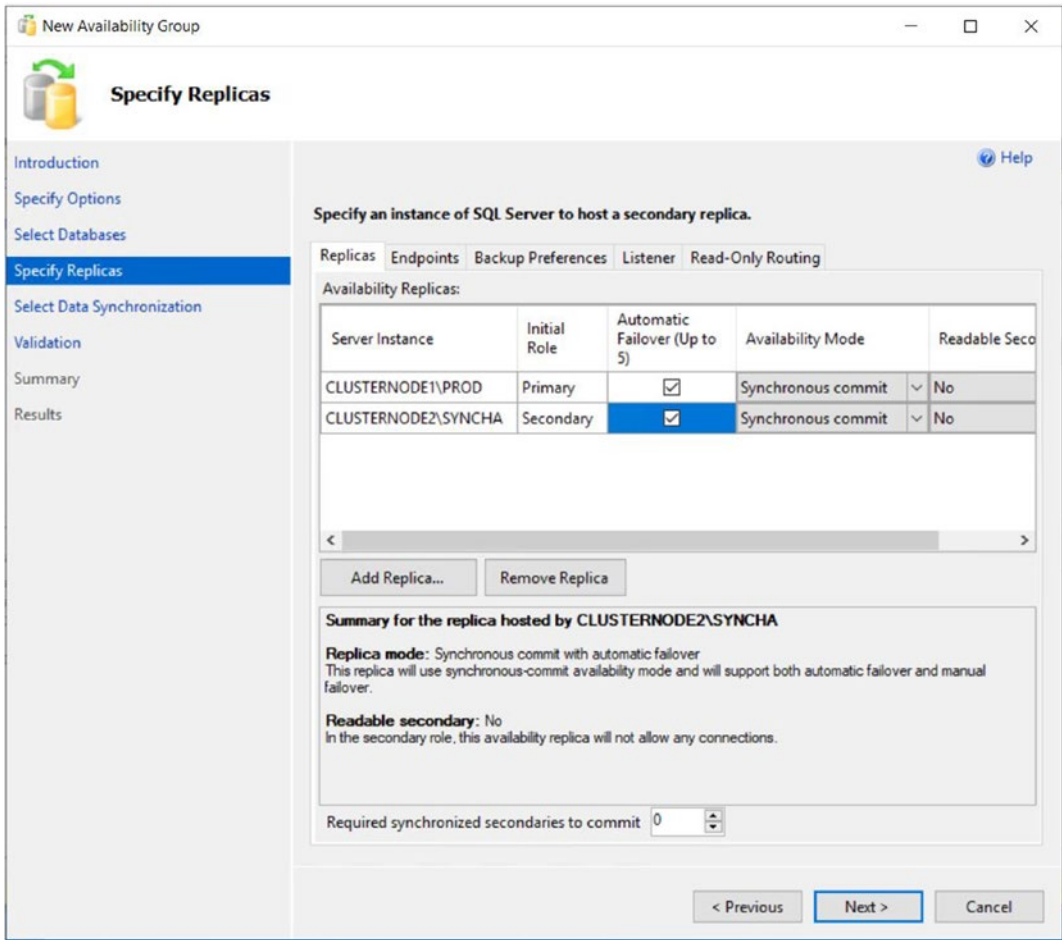 New Availability Group
Specify Replicas
Introduction
Specify Options
Select Databases
Specify Replicas
Select Data Synchronization
Validation
Summary
Results
Help
Specify an instance of SQL Server to host a secondary replica.
Replicas Endpoints Backup Preferences Listener Read-Only Routing
Availability Replicas:
Server Instance Initial Role Automatic Failover (Up to 5) Availability Mode Readable Seco
CLUSTERNODE1\PROD Primary Synchronous commit No
CLUSTERNODE2\SYNCHA Secondary Synchronous commit No
Add Replica... Remove Replica
Summary for the replica hosted by CLUSTERNODE2\SYNCHA
Replica mode: Synchronous commit with automatic failover
This replica will use synchronous-commit availability mode and will support both automatic failover and manual
failover.
Readable secondary: No
In the secondary role, this availability replica will not allow any connections.
Required synchronized secondaries to commit 0
< Previous Next > Cancel